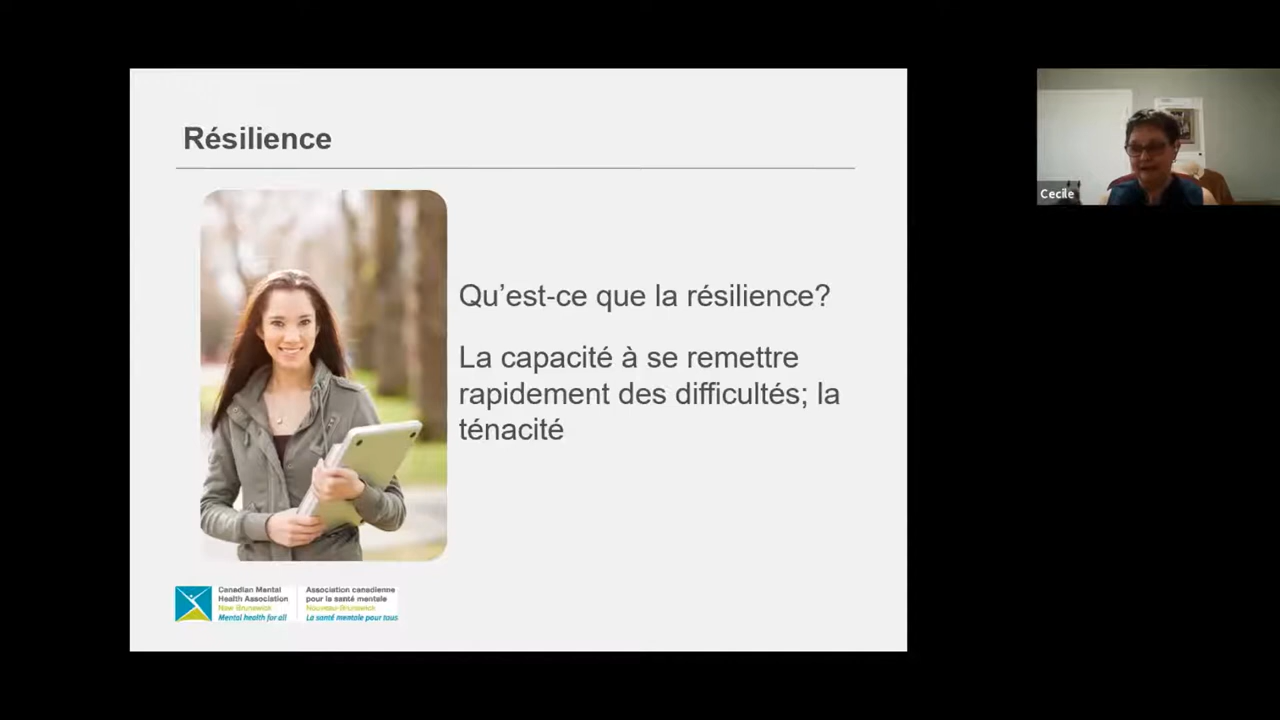 Résilience
Qu’est-ce que la résilience?
La capacité à se remettre
rapidement des difficultés; la
ténacité
Canadian Mental
Health Association
New Brunswick
Mental health for all
Association canadienne
pour la santé mentale
Nouveau-Brunswick
La santé mentale pour tous
Cecile